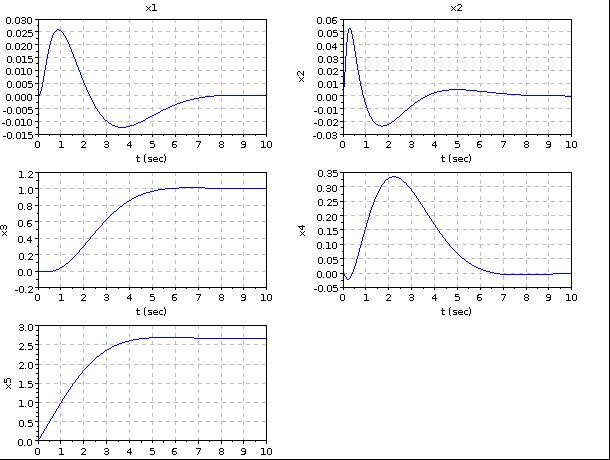 x1
0.030
0.025
0.020
0.015
0.010
0.005
0.000
-0.005
-0.010
-0.015
0 1 2 3 4 5 6 7 8 9 10
t (sec)
x2
x2
0.06
0.05
0.04
0.03
0.02
0.01
-0.00
-0.01
-0.02
-0.03
0 1 2 3 4 5 6 7 8 9 10
t (sec)
x3
1.2
1.0
0.8
0.6
0.4
0.2
0.0
-0.2
0 1 2 3 4 5 6 7 8 9 10
t (sec)
x4
0.35
0.30
0.25
0.20
0.15
0.10
0.05
0.00
-0.05
0 1 2 3 4 5 6 7 8 9 10
t (sec)
x5
3.0
2.5
2.0
1.5
1.0
0.5
0.0
0 1 2 3 4 5 6 7 8 9 10